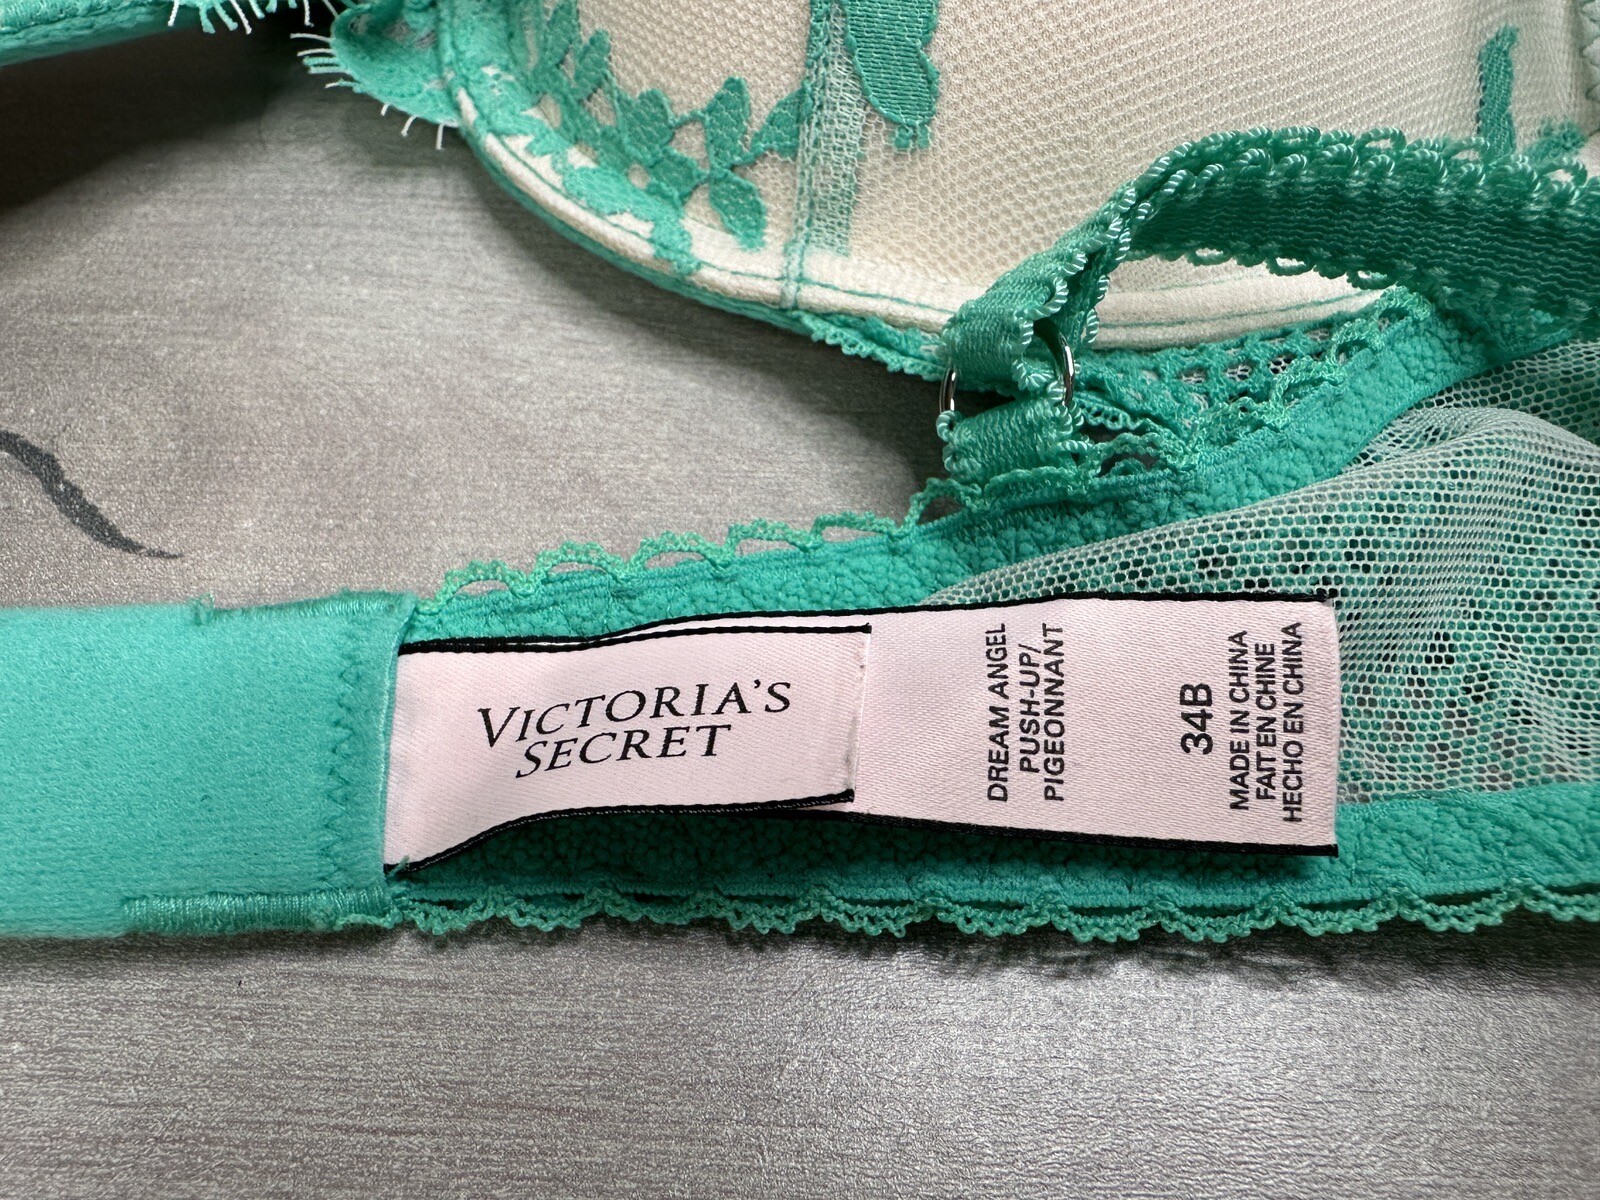 VICTORIA'S
SECRET
DREAM ANGEL
PUSH-UP/
PIGEONNANT
34B
MADE IN CHINA
FAIT EN CHINE
HECHO EN CHINA